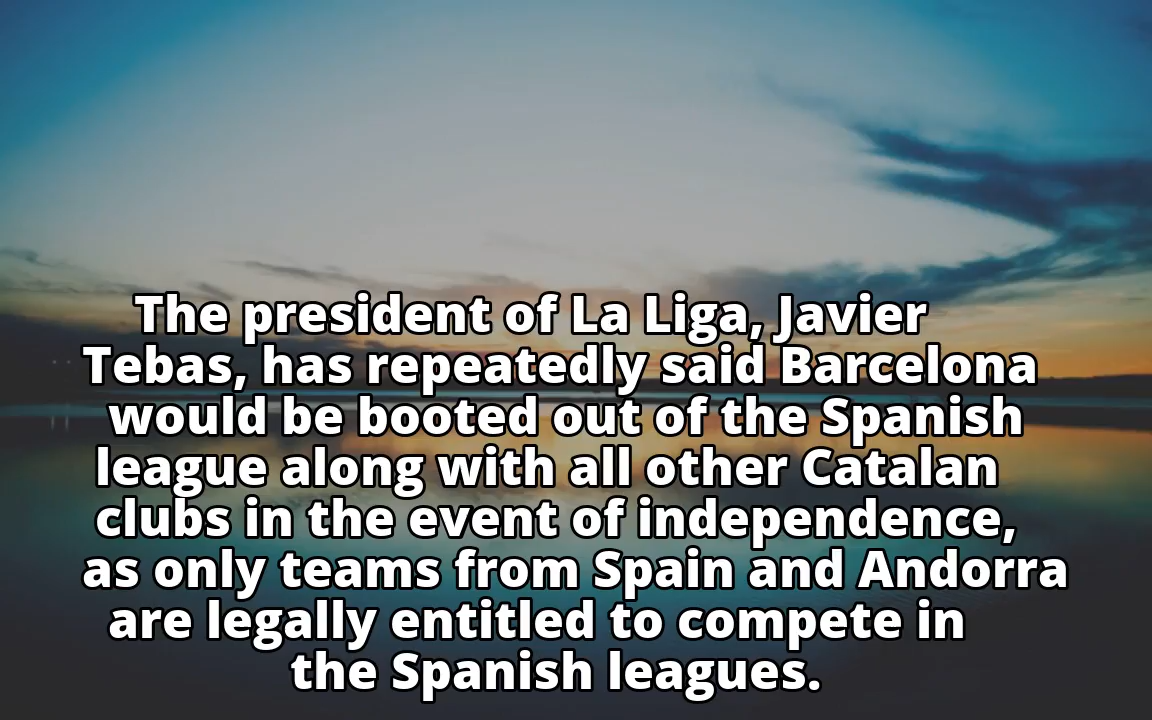 The president of La Liga, Javier
Tebas, has repeatedly said Barcelona
would be booted out of the Spanish
league along with all other Catalan
clubs in the event of independence,
as only teams from Spain and Andorra
are legally entitled to compete in
the Spanish leagues.